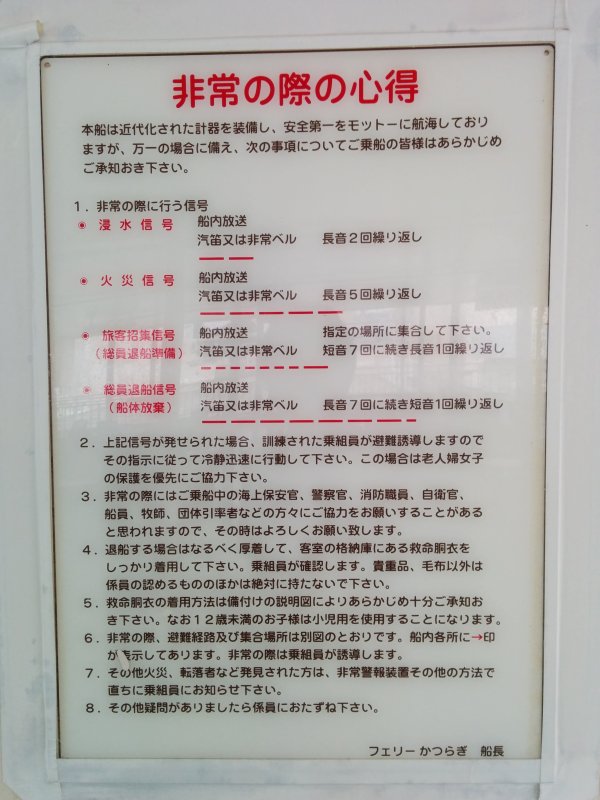 非常の際の心得
本船は近代化された計器を装備し、安全第一をモットーに航海しており
ますが、万一の場合に備え、次の事項についてご乗船の皆様はあらかじめ
ご承知おき下さい。
1．非常の際に行う信号
◉ 浸水信号 船内放送
汽笛又は非常ベル 長音2回繰り返し
◉ 火災信号 船内放送
汽笛又は非常ベル 長音5回繰り返し
◉ 旅客招集信号 船内放送 指定の場所に集合して下さい。
（総員退船準備） 汽笛又は非常ベル 短音7回に続き長音1回繰り返し
◉ 総員退船信号 船内放送
（船体放棄） 汽笛又は非常ベル 長音7回に続き短音1回繰り返し
2．上記信号が発せられた場合、訓練された乗組員が避難誘導しますので
その指示に従って冷静迅速に行動して下さい。この場合は老人婦女子
の保護を優先にご協力下さい。
3．非常の際にはご乗船中の海上保安官、警察官、消防職員、自衛官、
船員、牧師、団体引率者などの方々にご協力をお願いすることがある
と思われますので、その時はよろしくお願い致します。
4．退船する場合はなるべく厚着して、客室の格納庫にある救命胴衣を
しっかり着用して下さい。乗組員が確認します。貴重品、毛布以外は
係員の認めるもののほかは絶対に持たないで下さい。
5．救命胴衣の着用方法は備付けの説明図によりあらかじめ十分ご承知お
き下さい。なお12歳未満のお子様は小児用を使用することになります。
6．非常の際、避難経路及び集合場所は別図のとおりです。船内各所に→印
が表示してあります。非常の際は乗組員が誘導します。
7．その他火災、転落者など発見された方は、非常警報装置その他の方法で
直ちに乗組員にお知らせ下さい。
8．その他疑問がありましたら係員におたずね下さい。
フェリーかつらぎ 船長